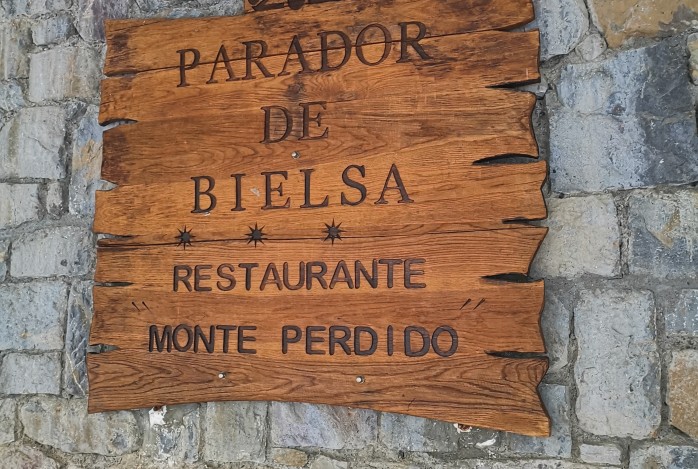 PARADOR
DE
BIELSA
RESTAURANTE
"MONTE PERDIDO"